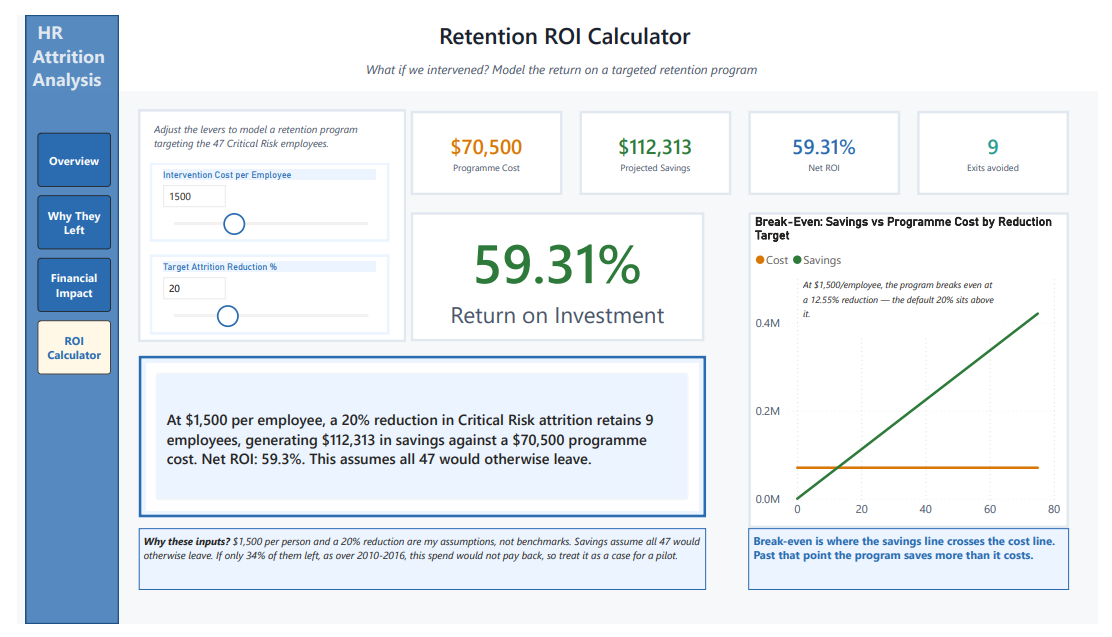 HR
Attrition
Analysis
Overview
Why They
Left
Financial
Impact
ROI
Calculator
Retention ROI Calculator
What if we intervened? Model the return on a targeted retention program
Adjust the levers to model a retention program
targeting the 47 Critical Risk employees.
Intervention Cost per Employee
1500
Target Attrition Reduction %
20
$70,500
Programme Cost
$112,313
Projected Savings
59.31%
Net ROI
9
Exits avoided
59.31%
Return on Investment
Break-Even: Savings vs Programme Cost by Reduction
Target
Cost Savings
At $1,500/employee, the program breaks even at
a 12.55% reduction — the default 20% sits above
it.
0.4M
0.2M
0.0M
0 20 40 60 80
At $1,500 per employee, a 20% reduction in Critical Risk attrition retains 9
employees, generating $112,313 in savings against a $70,500 programme
cost. Net ROI: 59.3%. This assumes all 47 would otherwise leave.
Why these inputs? $1,500 per person and a 20% reduction are my assumptions, not benchmarks. Savings assume all 47 would
otherwise leave. If only 34% of them left, as over 2010-2016, this spend would not pay back, so treat it as a case for a pilot.
Break-even is where the savings line crosses the cost line.
Past that point the program saves more than it costs.